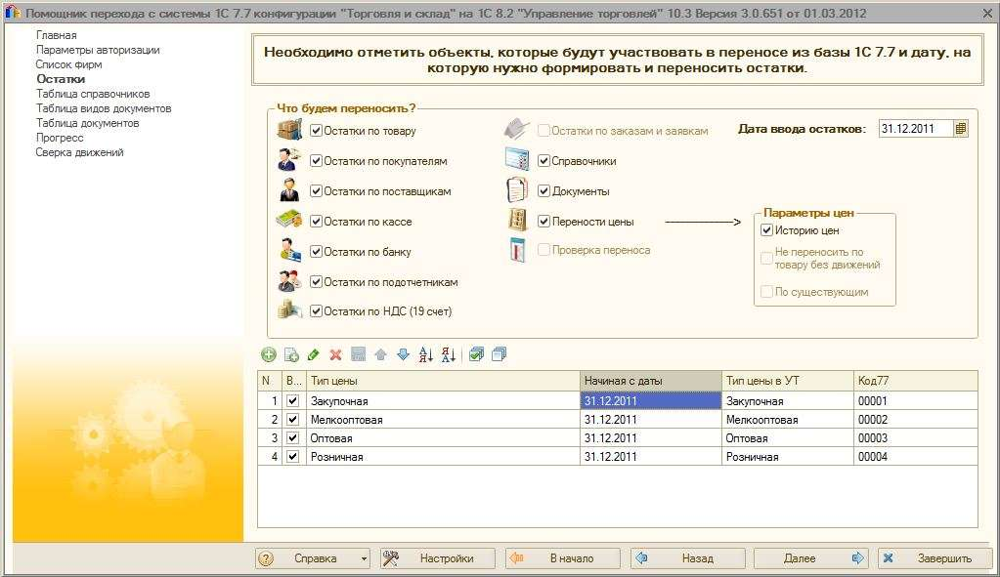 Помощник перехода с системы 1С 7.7 конфигурации "Торговля и склад" на 1С 8.2 "Управление торговлей" 10.3 Версия 3.0.651 от 01.03.2012
Главная
Параметры авторизации
Список фирм
Остатки
Таблица справочников
Таблица видов документов
Таблица документов
Прогресс
Сверка движений
Необходимо отметить объекты, которые будут участвовать в переносе из базы 1С 7.7 и дату, на
которую нужно формировать и переносить остатки.
Что будем переносить?
Остатки по товару
Остатки по покупателям
Остатки по поставщикам
Остатки по кассе
Остатки по банку
Остатки по подотчетникам
Остатки по НДС (19 счет)
Остатки по заказам и заявкам
Справочники
Документы
Перености цены
Проверка переноса
Дата ввода остатков: 31.12.2011
Параметры цен
Историю цен
Не переносить по
товару без движений
По существующим
N В... Тип цены Начиная с даты Тип цены в УТ Код77
1 Закупочная 31.12.2011 Закупочная 00001
2 Мелкооптовая 31.12.2011 Мелкооптовая 00002
3 Оптовая 31.12.2011 Оптовая 00003
4 Розничная 31.12.2011 Розничная 00004
Справка Настройки В начало Назад Далее Завершить